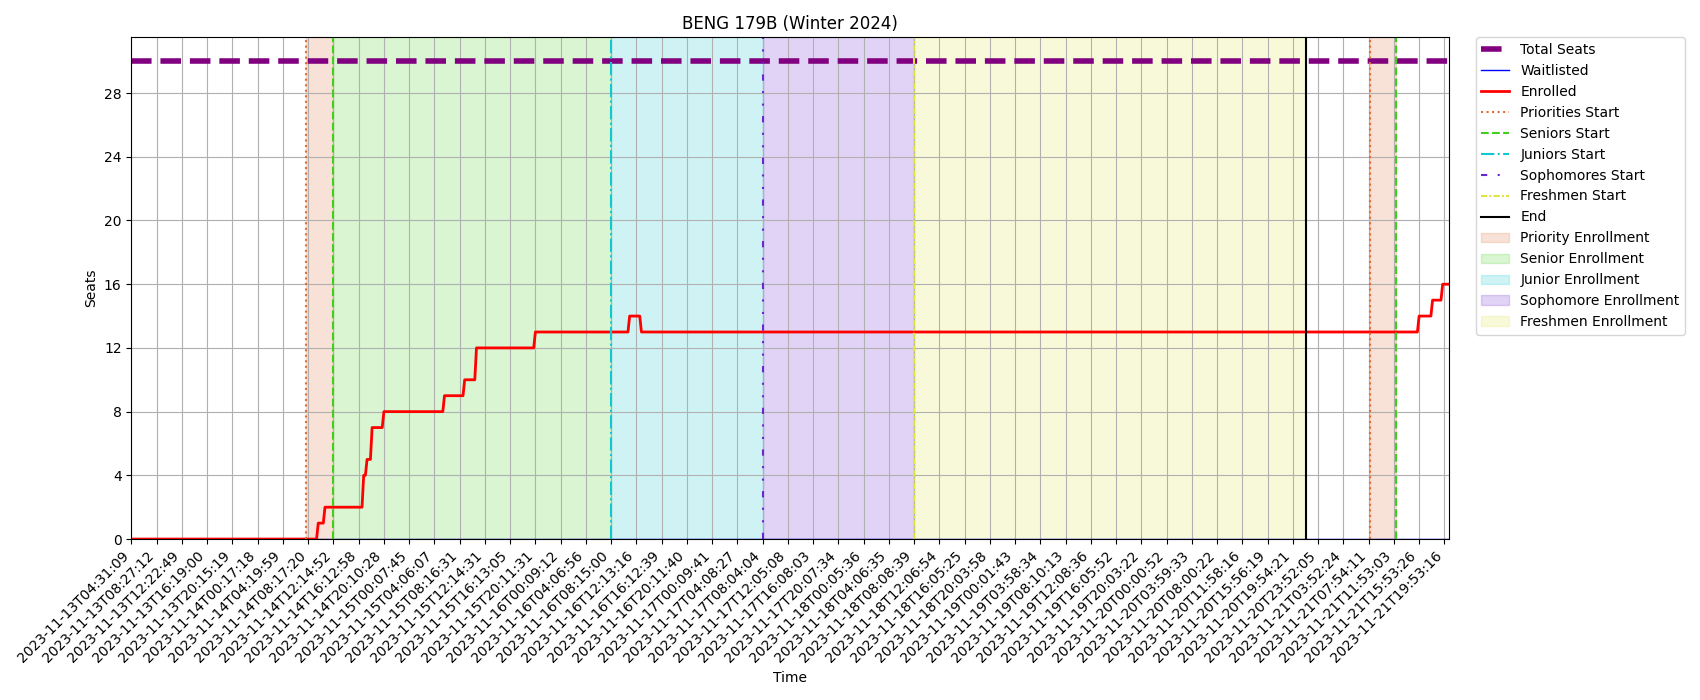 BENG 179B (Winter 2024)
Seats
28
24
20
16
12
8
4
0
2023-11-13T04:31:09
2023-11-13T08:27:12
2023-11-13T12:22:49
2023-11-13T16:19:00
2023-11-13T20:15:19
2023-11-14T00:17:18
2023-11-14T04:19:59
2023-11-14T08:17:20
2023-11-14T12:14:52
2023-11-14T16:12:58
2023-11-14T20:10:28
2023-11-15T00:07:45
2023-11-15T04:06:07
2023-11-15T08:16:31
2023-11-15T12:14:31
2023-11-15T16:13:05
2023-11-15T20:11:31
2023-11-16T00:09:12
2023-11-16T04:06:56
2023-11-16T08:15:00
2023-11-16T12:13:16
2023-11-16T16:12:39
2023-11-16T20:11:40
2023-11-17T00:09:41
2023-11-17T04:08:27
2023-11-17T08:04:04
2023-11-17T12:05:08
2023-11-17T16:08:03
2023-11-17T20:07:34
2023-11-18T00:05:36
2023-11-18T04:06:35
2023-11-18T08:08:39
2023-11-18T12:06:54
2023-11-18T16:05:25
2023-11-18T20:03:58
2023-11-19T00:01:43
2023-11-19T03:58:34
2023-11-19T08:10:13
2023-11-19T12:08:36
2023-11-19T16:05:52
2023-11-19T20:03:22
2023-11-20T00:00:52
2023-11-20T03:59:33
2023-11-20T08:00:22
2023-11-20T11:58:16
2023-11-20T15:56:19
2023-11-20T19:54:21
2023-11-20T23:52:05
2023-11-21T03:52:24
2023-11-21T07:54:11
2023-11-21T11:53:03
2023-11-21T15:53:26
2023-11-21T19:53:16
Time
Total Seats
Waitlisted
Enrolled
Priorities Start
Seniors Start
Juniors Start
Sophomores Start
Freshmen Start
End
Priority Enrollment
Senior Enrollment
Junior Enrollment
Sophomore Enrollment
Freshmen Enrollment